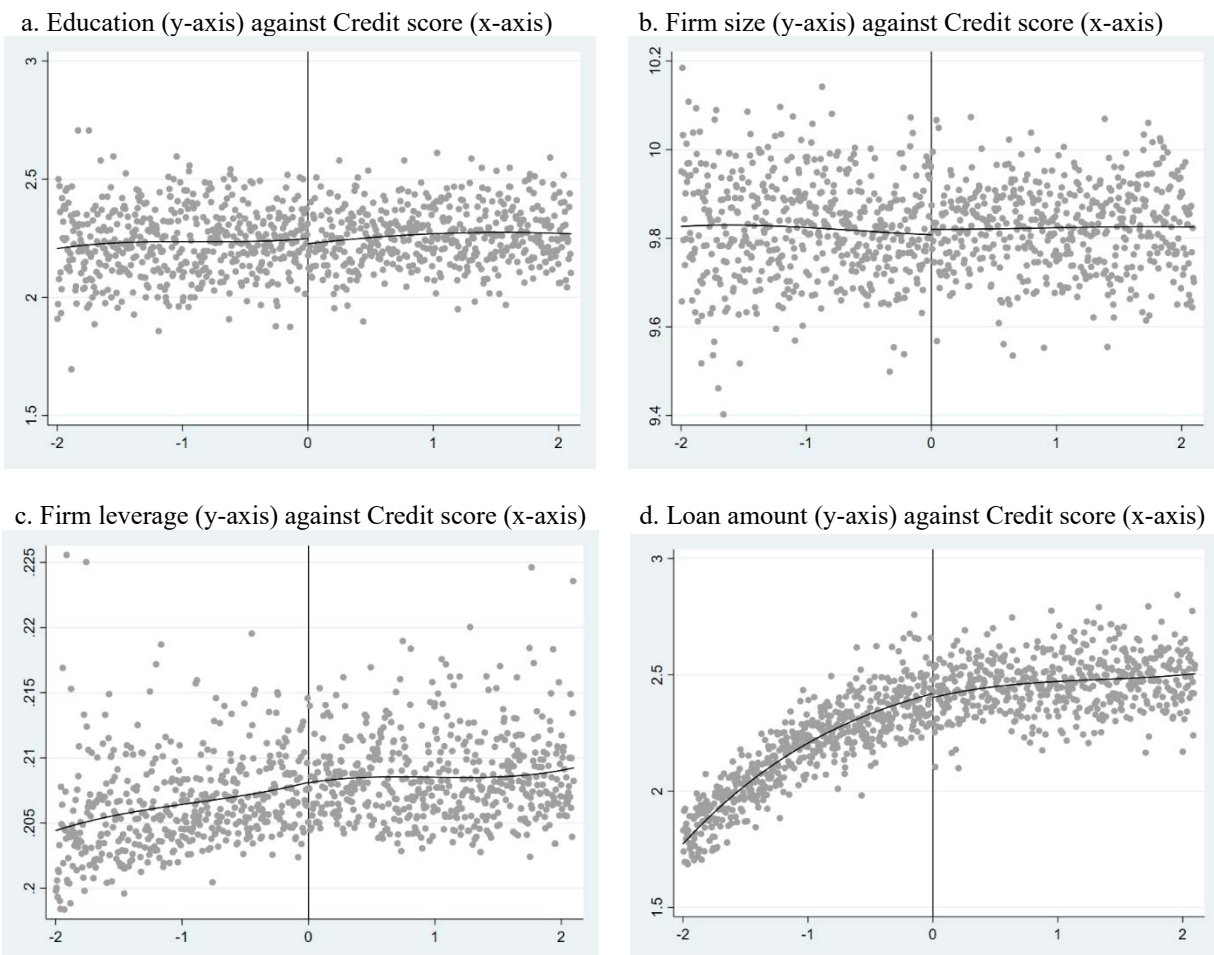 a. Education (y-axis) against Credit score (x-axis)
3
2.5
2
1.5
-2 -1 0 1 2
b. Firm size (y-axis) against Credit score (x-axis)
10.2
10
9.8
9.6
9.4
-2 -1 0 1 2
c. Firm leverage (y-axis) against Credit score (x-axis)
.225
.22
.215
.21
.205
.2
-2 -1 0 1 2
d. Loan amount (y-axis) against Credit score (x-axis)
3
2.5
2
1.5
-2 -1 0 1 2